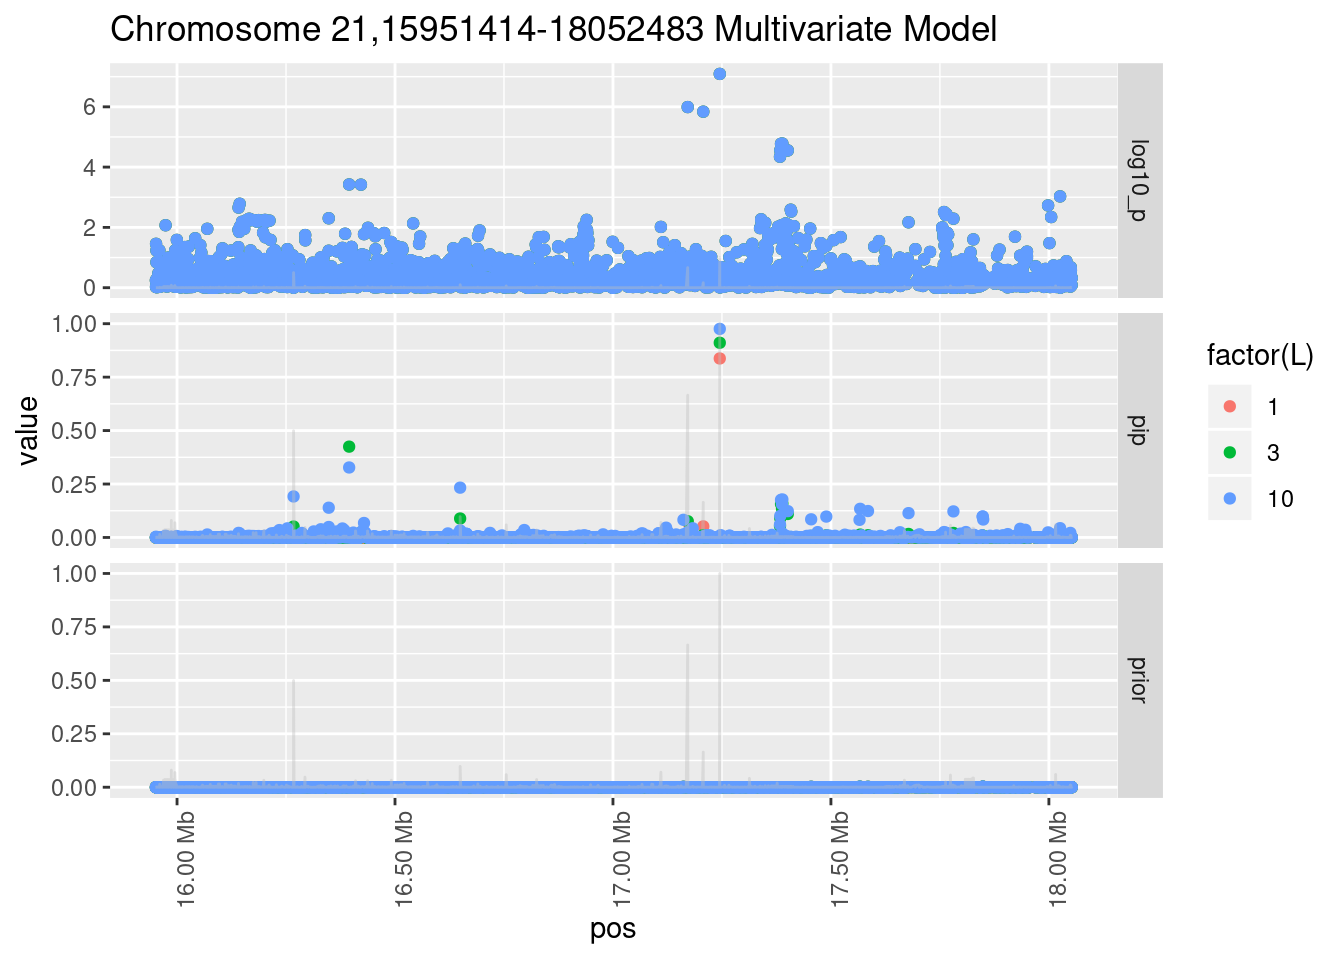 Chromosome 21,15951414-18052483 Multivariate Model
6
4
2
0
log10_p
1.00
0.75
0.50
0.25
0.00
pip
1.00
0.75
0.50
0.25
0.00
prior
value
16.00 Mb
16.50 Mb
17.00 Mb
17.50 Mb
18.00 Mb
pos
factor(L)
1
3
10